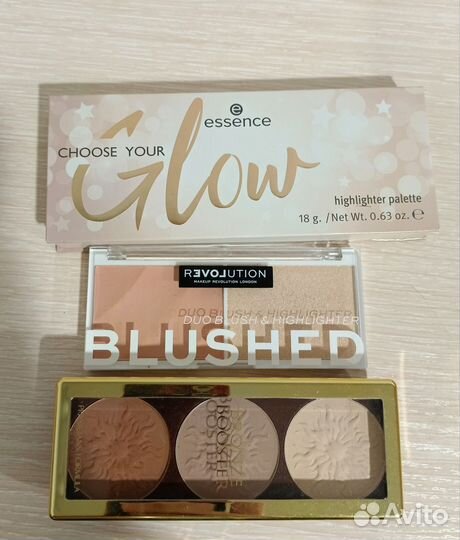 e
essence
CHOOSE YOUR
Glow
highlighter palette
18 g. / Net Wt. 0.63 oz. ℮
REVOLUTION
MAKEUP REVOLUTION LONDON
DUO BLUSH & HIGHLIGHTER
BLUSHED
BRONZE
BOOSTER
Avito